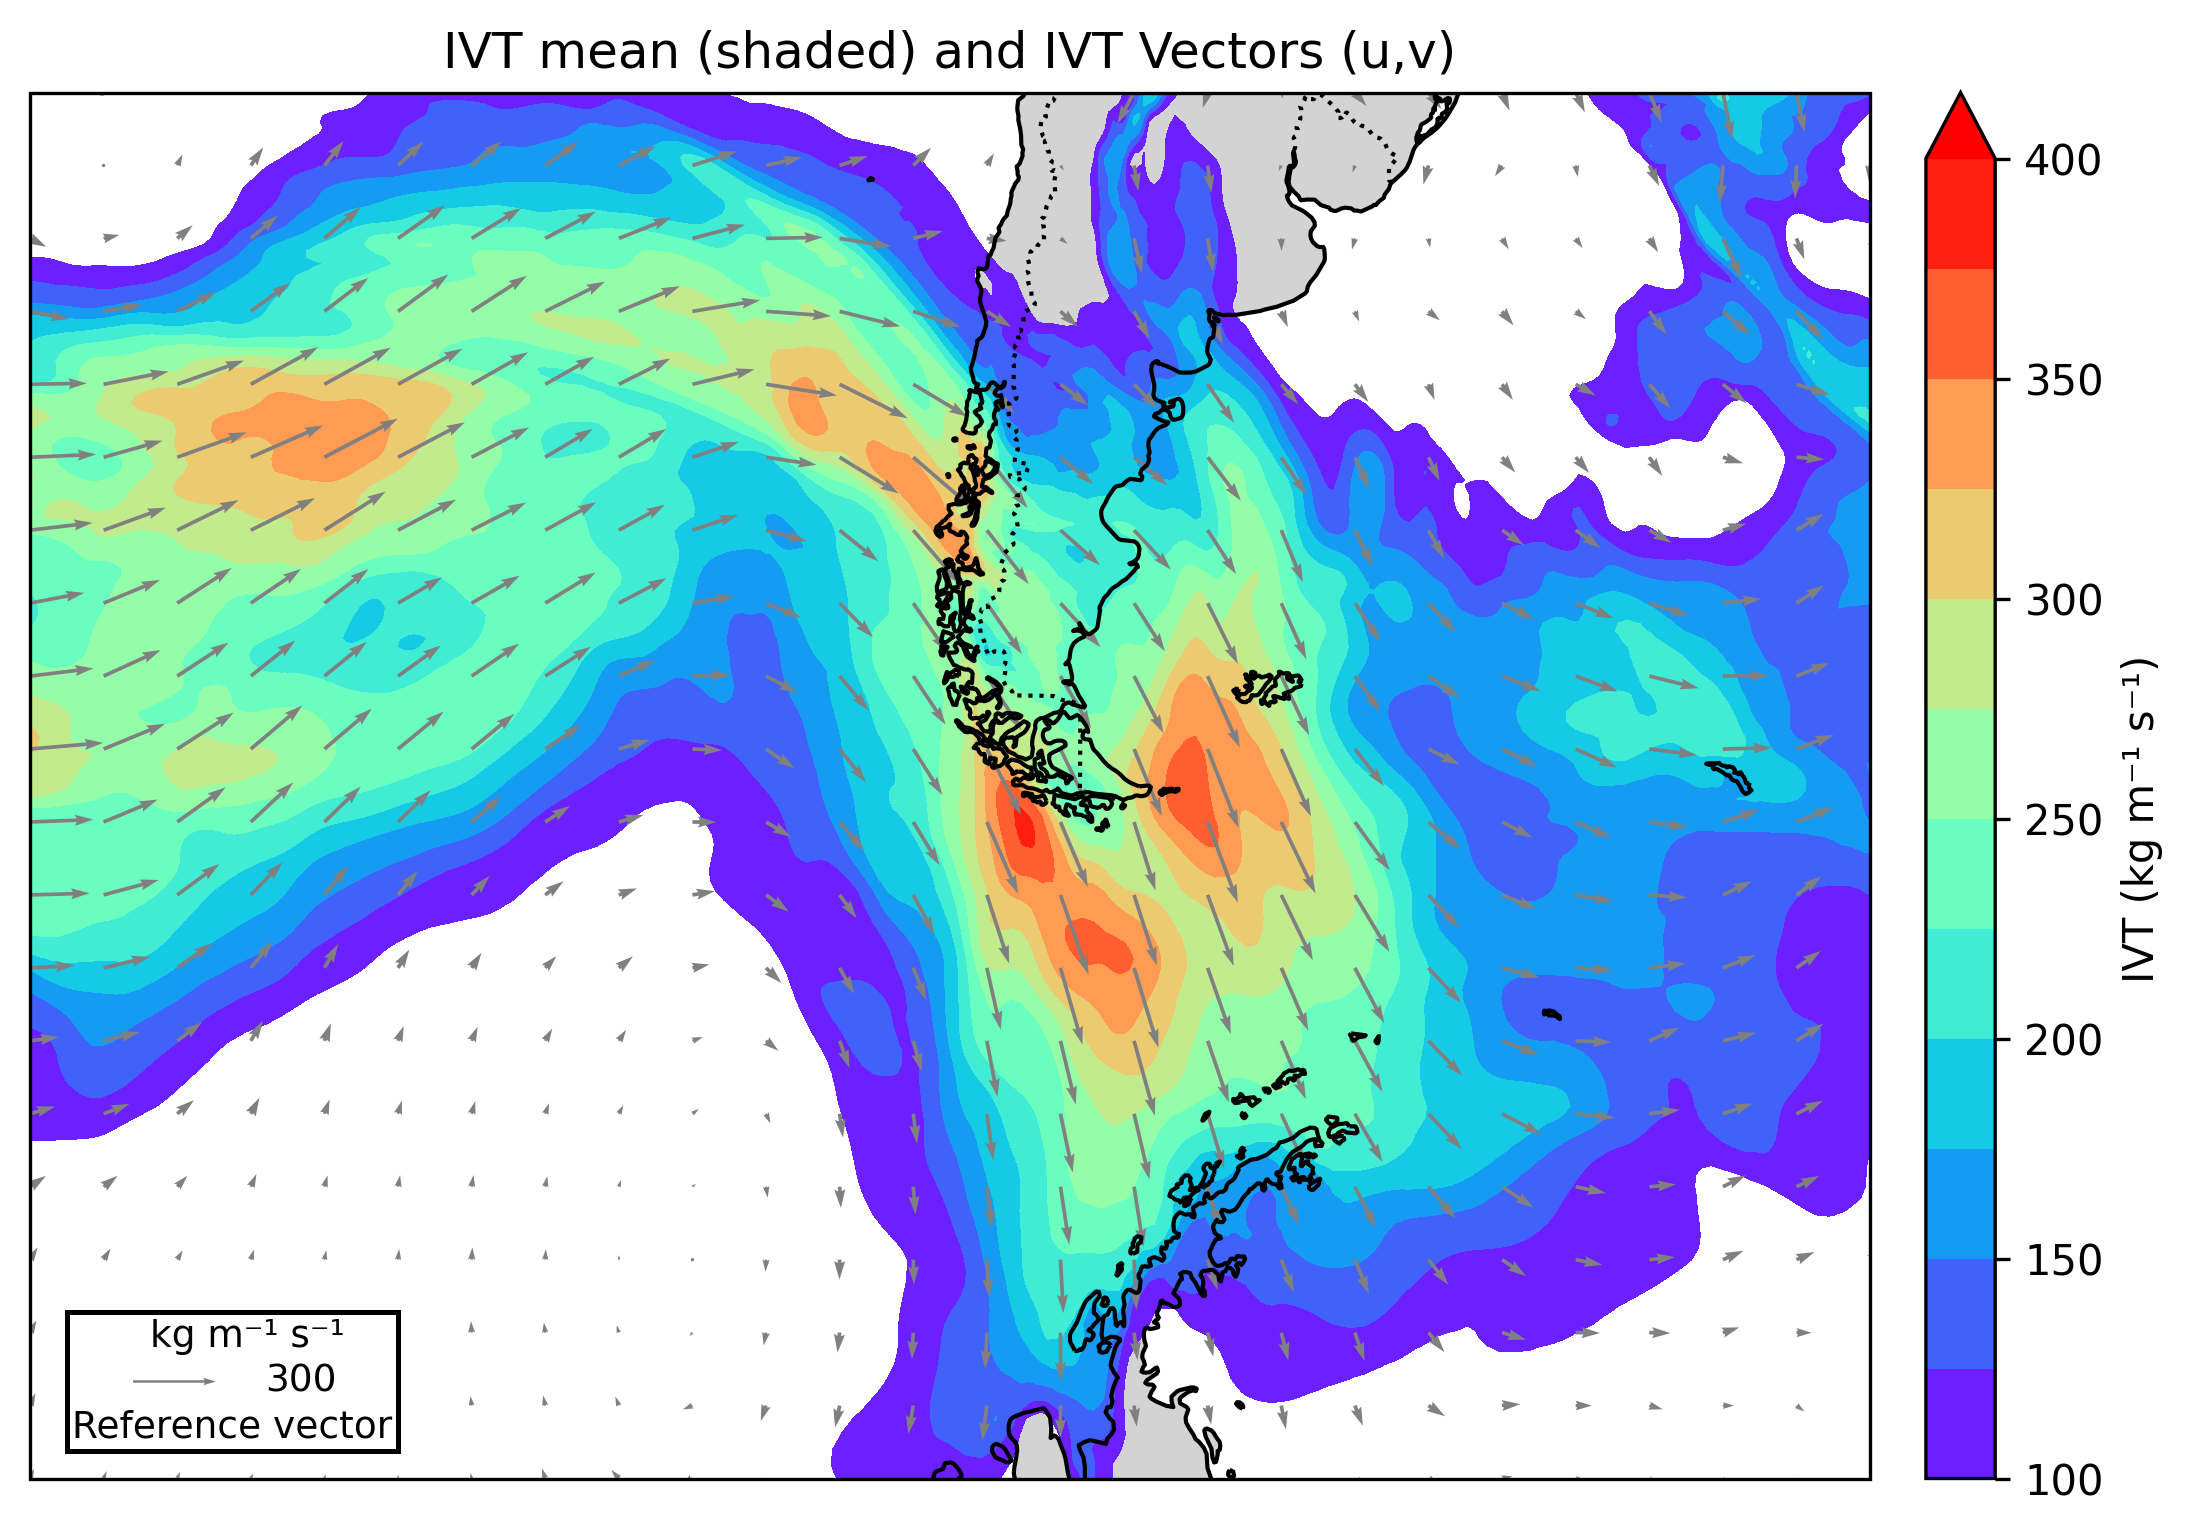 IVT mean (shaded) and IVT Vectors (u,v)
400
350
300
250
200
150
100
IVT (kg m⁻¹ s⁻¹)
kg m⁻¹ s⁻¹
300
Reference vector